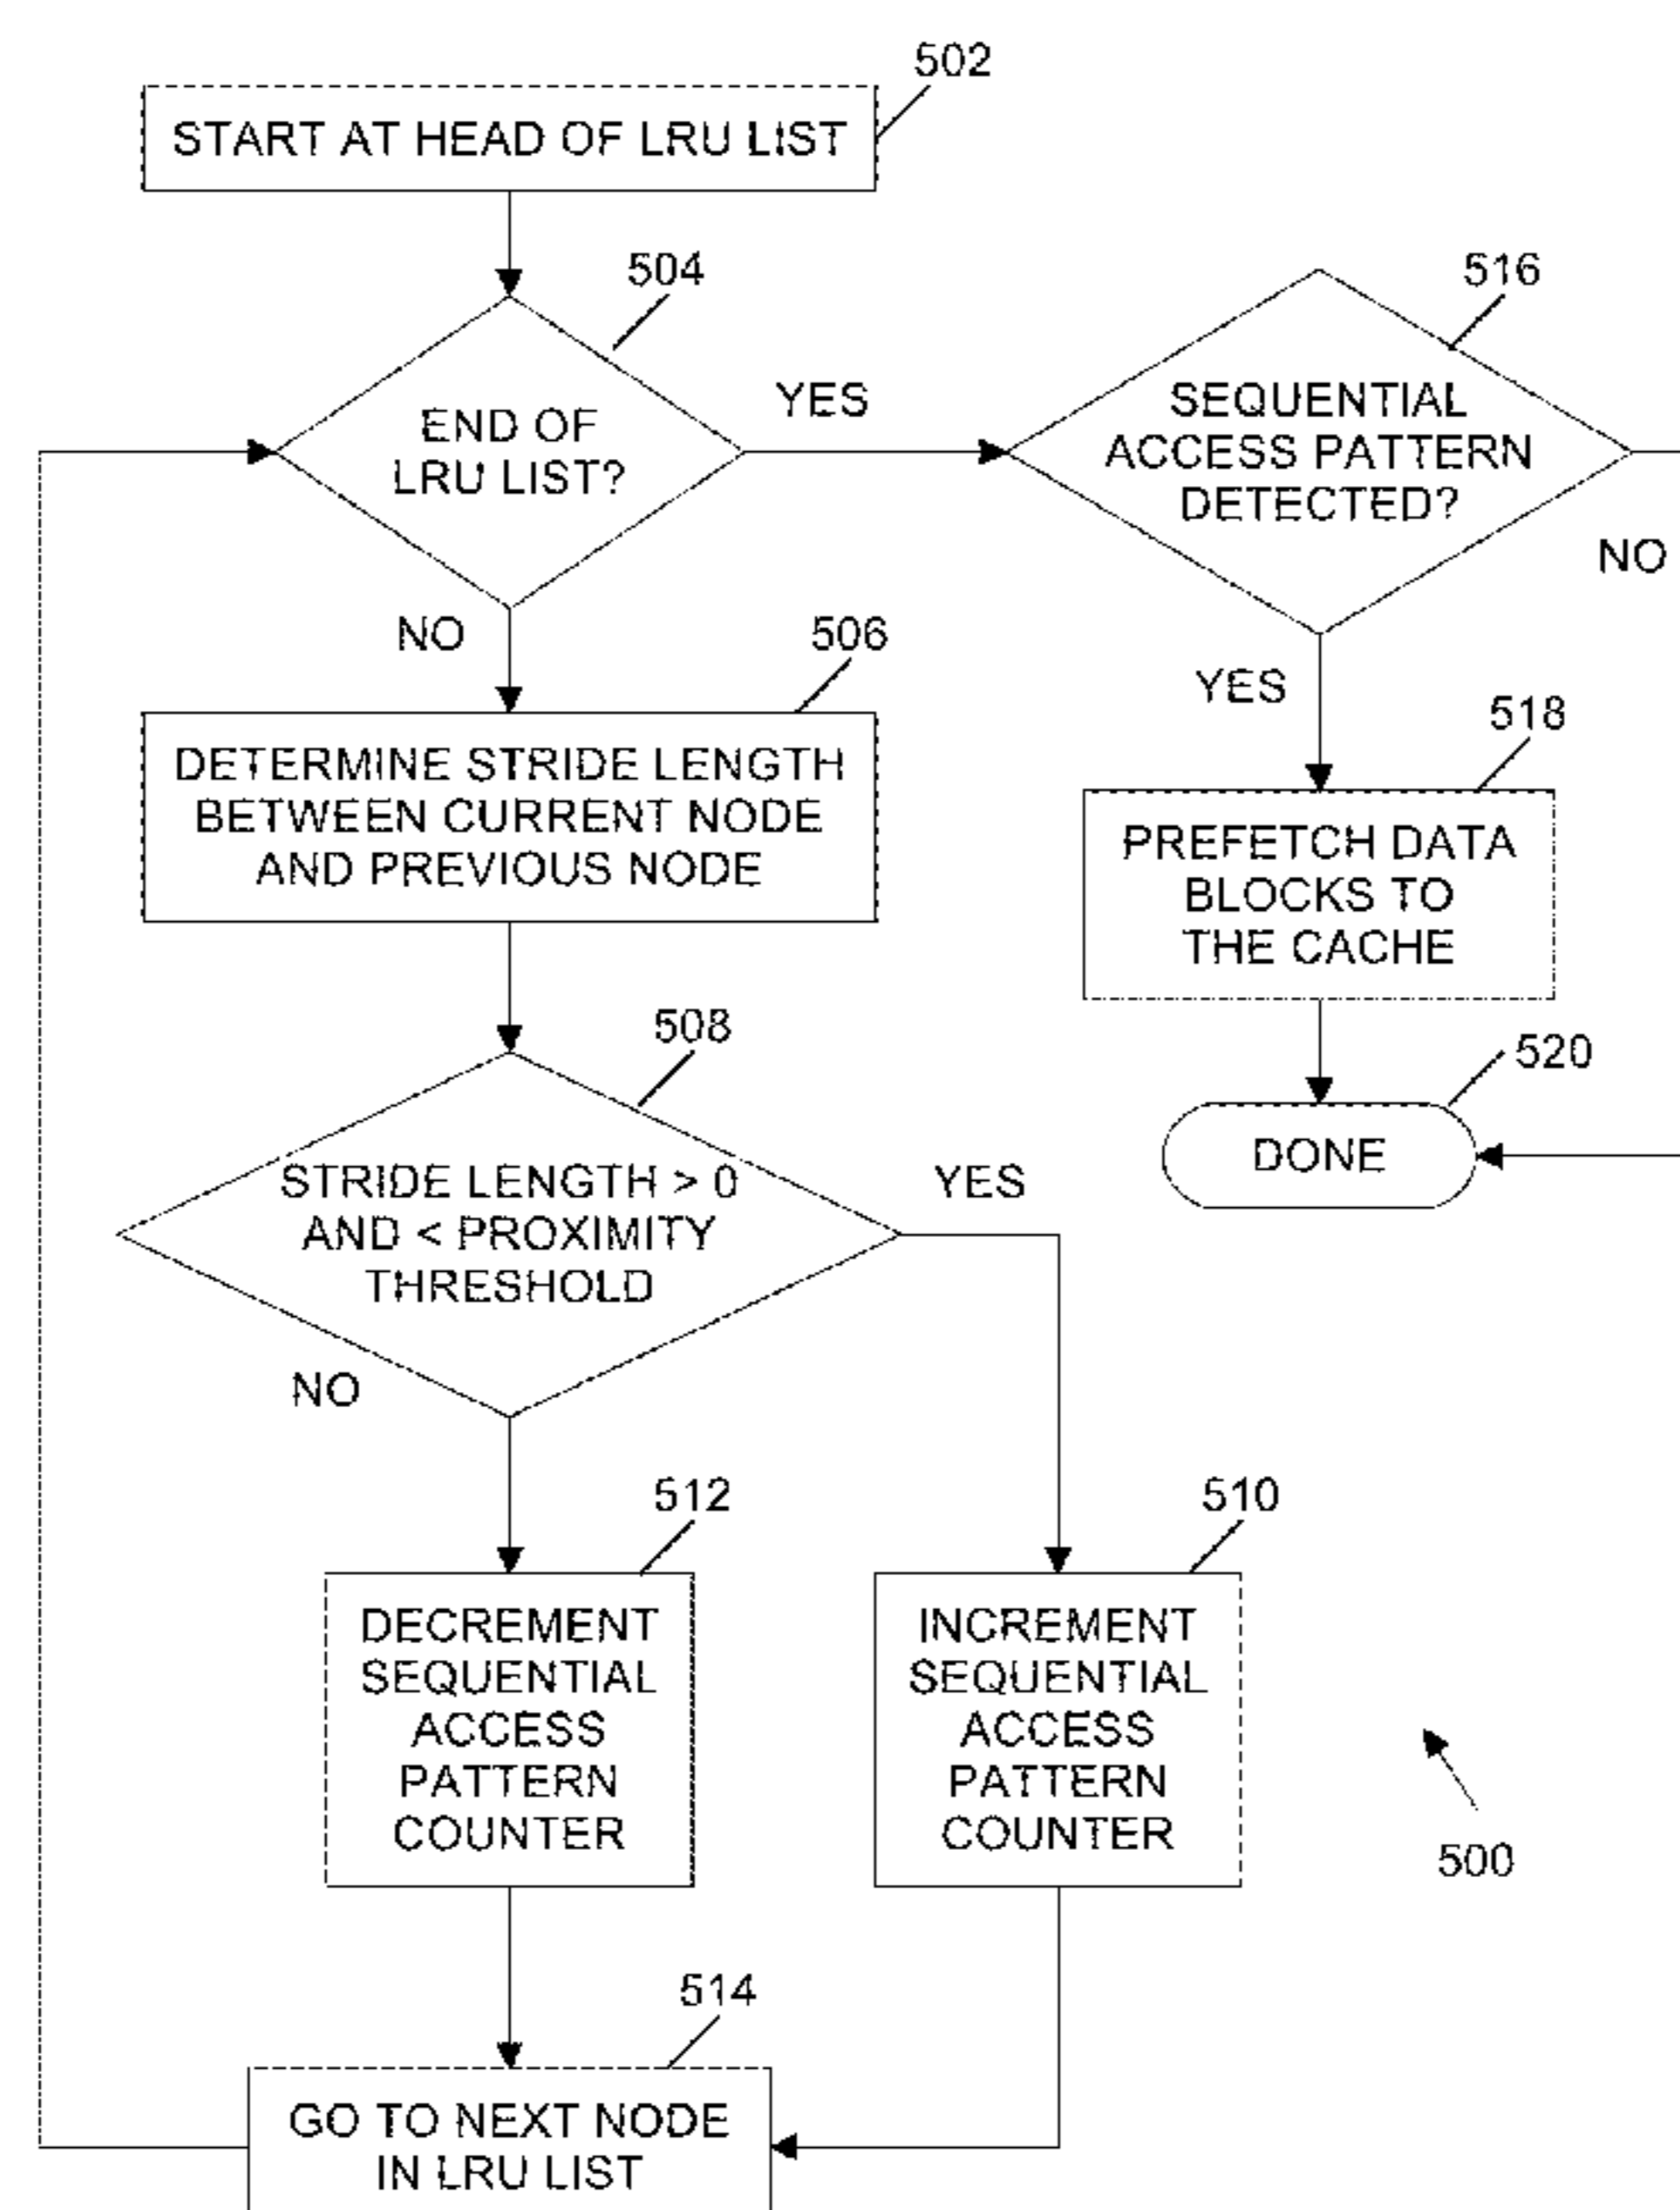 502
START AT HEAD OF LRU LIST
504
END OF
LRU LIST?
YES
NO
516
SEQUENTIAL
ACCESS PATTERN
DETECTED?
NO
YES
506
DETERMINE STRIDE LENGTH
BETWEEN CURRENT NODE
AND PREVIOUS NODE
518
PREFETCH DATA
BLOCKS TO
THE CACHE
508
STRIDE LENGTH > 0
AND < PROXIMITY
THRESHOLD
YES
NO
520
DONE
512
DECREMENT
SEQUENTIAL
ACCESS
PATTERN
COUNTER
510
INCREMENT
SEQUENTIAL
ACCESS
PATTERN
COUNTER
500
514
GO TO NEXT NODE
IN LRU LIST